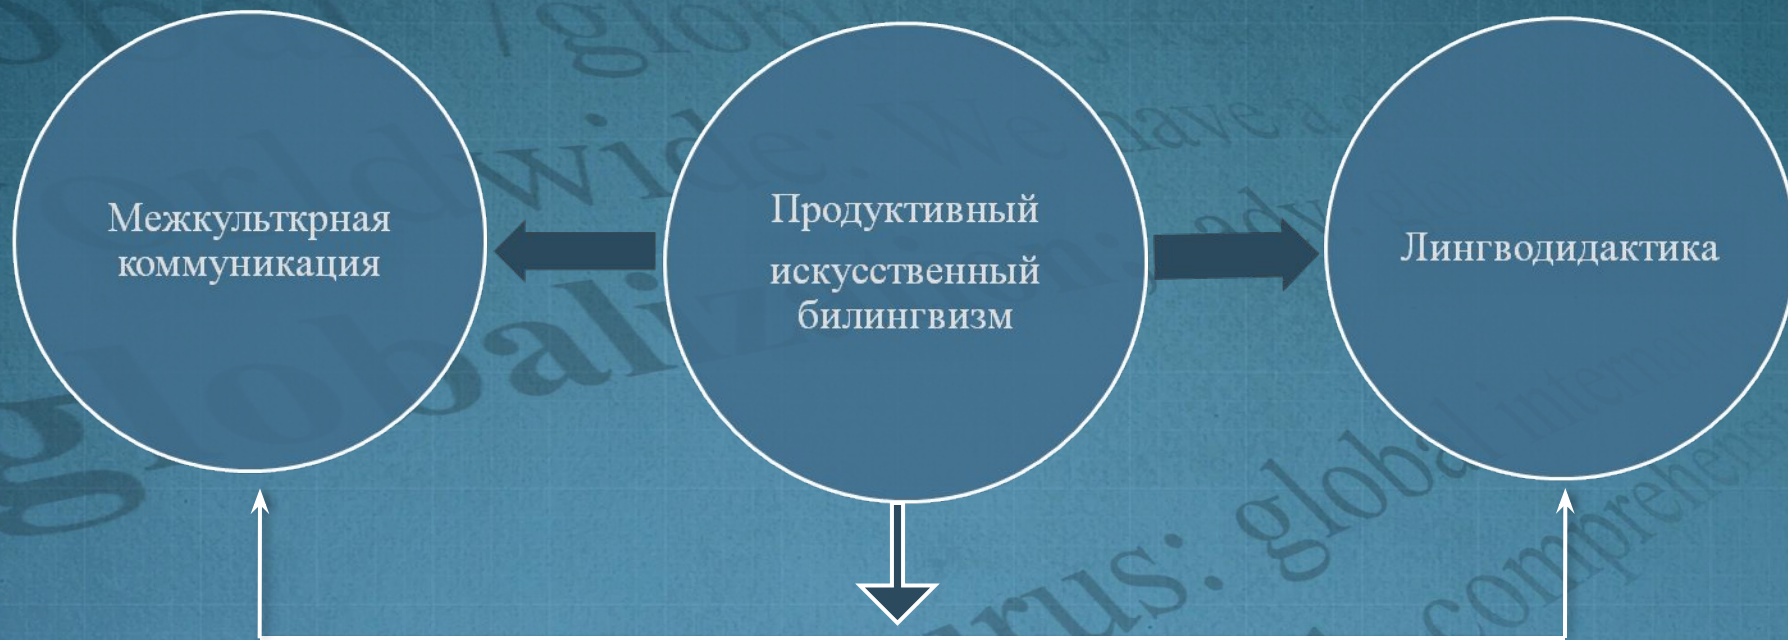 Межкульткрная
коммуникация
Продуктивный
искусственный
билингвизм
Лингводидактика